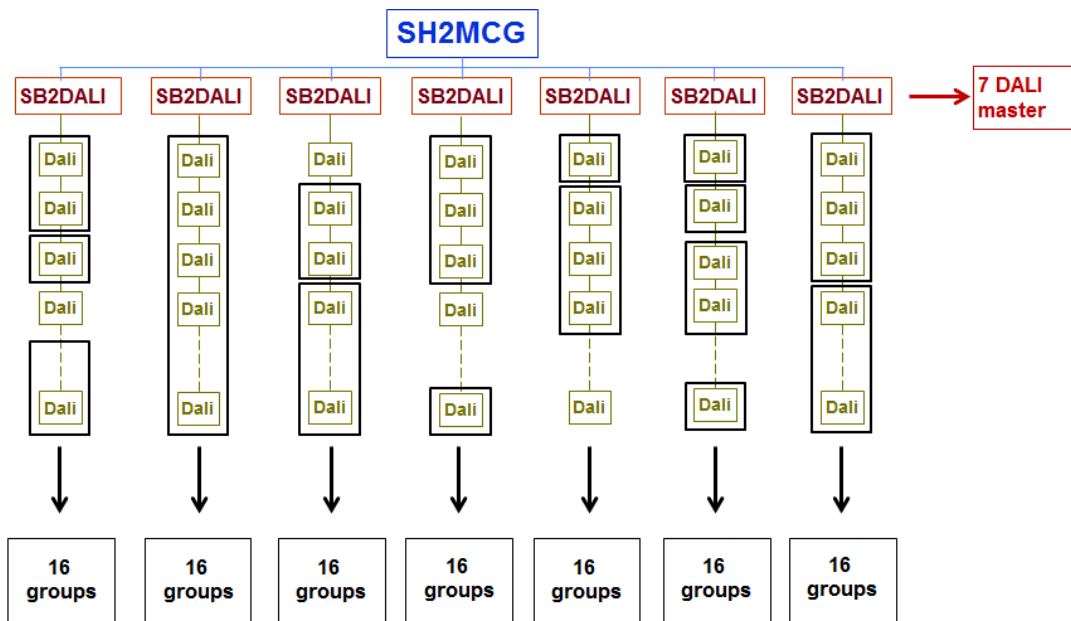 SH2MCG
SB2DALI SB2DALI SB2DALI SB2DALI SB2DALI SB2DALI SB2DALI
7 DALI
master
Dali Dali Dali Dali Dali Dali Dali
Dali Dali Dali Dali Dali Dali Dali
Dali Dali Dali Dali Dali Dali Dali
Dali Dali Dali Dali Dali Dali Dali
Dali Dali Dali Dali Dali Dali Dali
16 16 16 16 16 16 16
groups groups groups groups groups groups groups